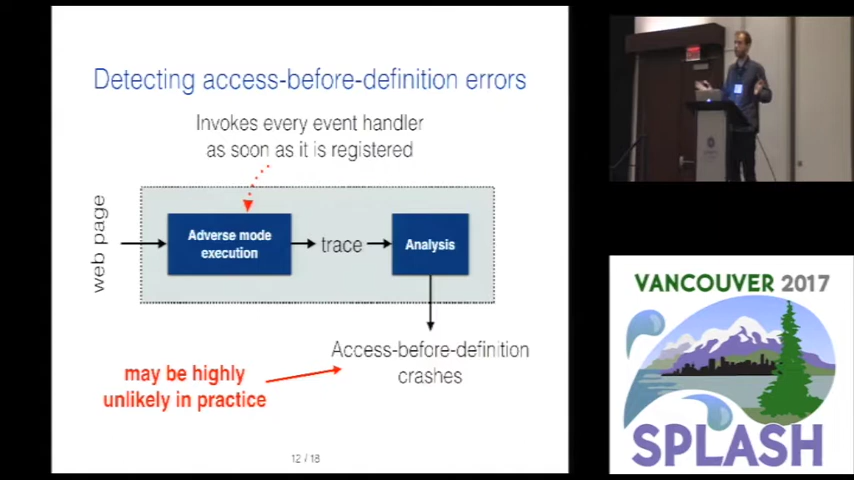 Detecting access-before-definition errors
Invokes every event handler
as soon as it is registered
web page
Adverse mode
execution
trace
Analysis
Access-before-definition
crashes
may be highly
unlikely in practice
12 / 18
VANCOUVER 2017
SPLASH